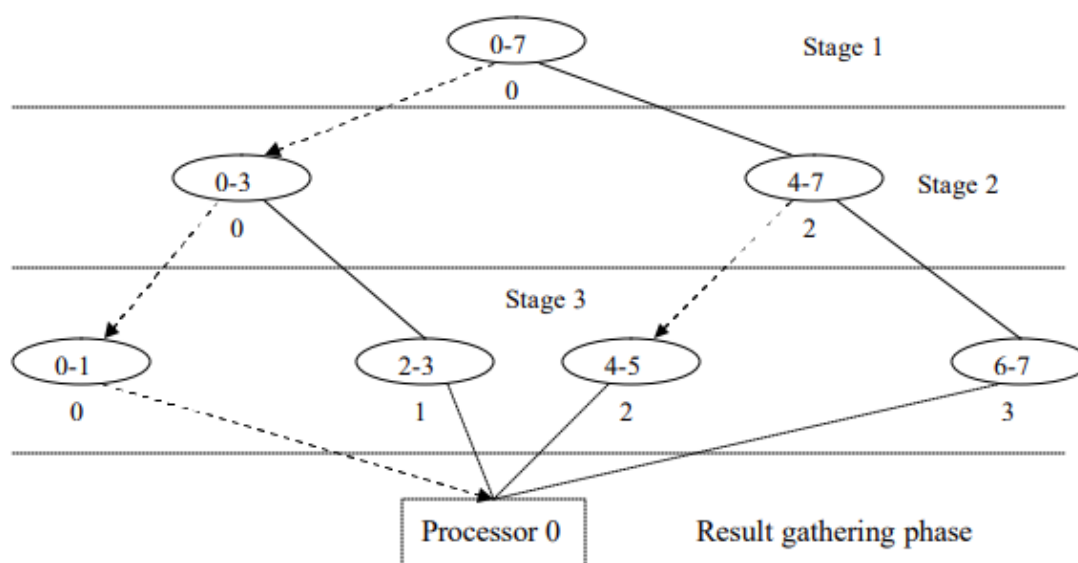 0-7
Stage 1
0
0-3
4-7
Stage 2
0
2
Stage 3
0-1
2-3
4-5
6-7
0
1
2
3
Processor 0
Result gathering phase